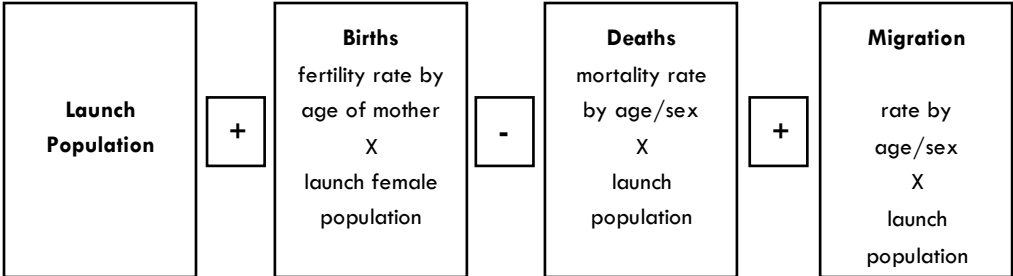 Launch
Population
+
Births
fertility rate by
age of mother
X
launch female
population
-
Deaths
mortality rate
by age/sex
X
launch
population
+
Migration
rate by
age/sex
X
launch
population